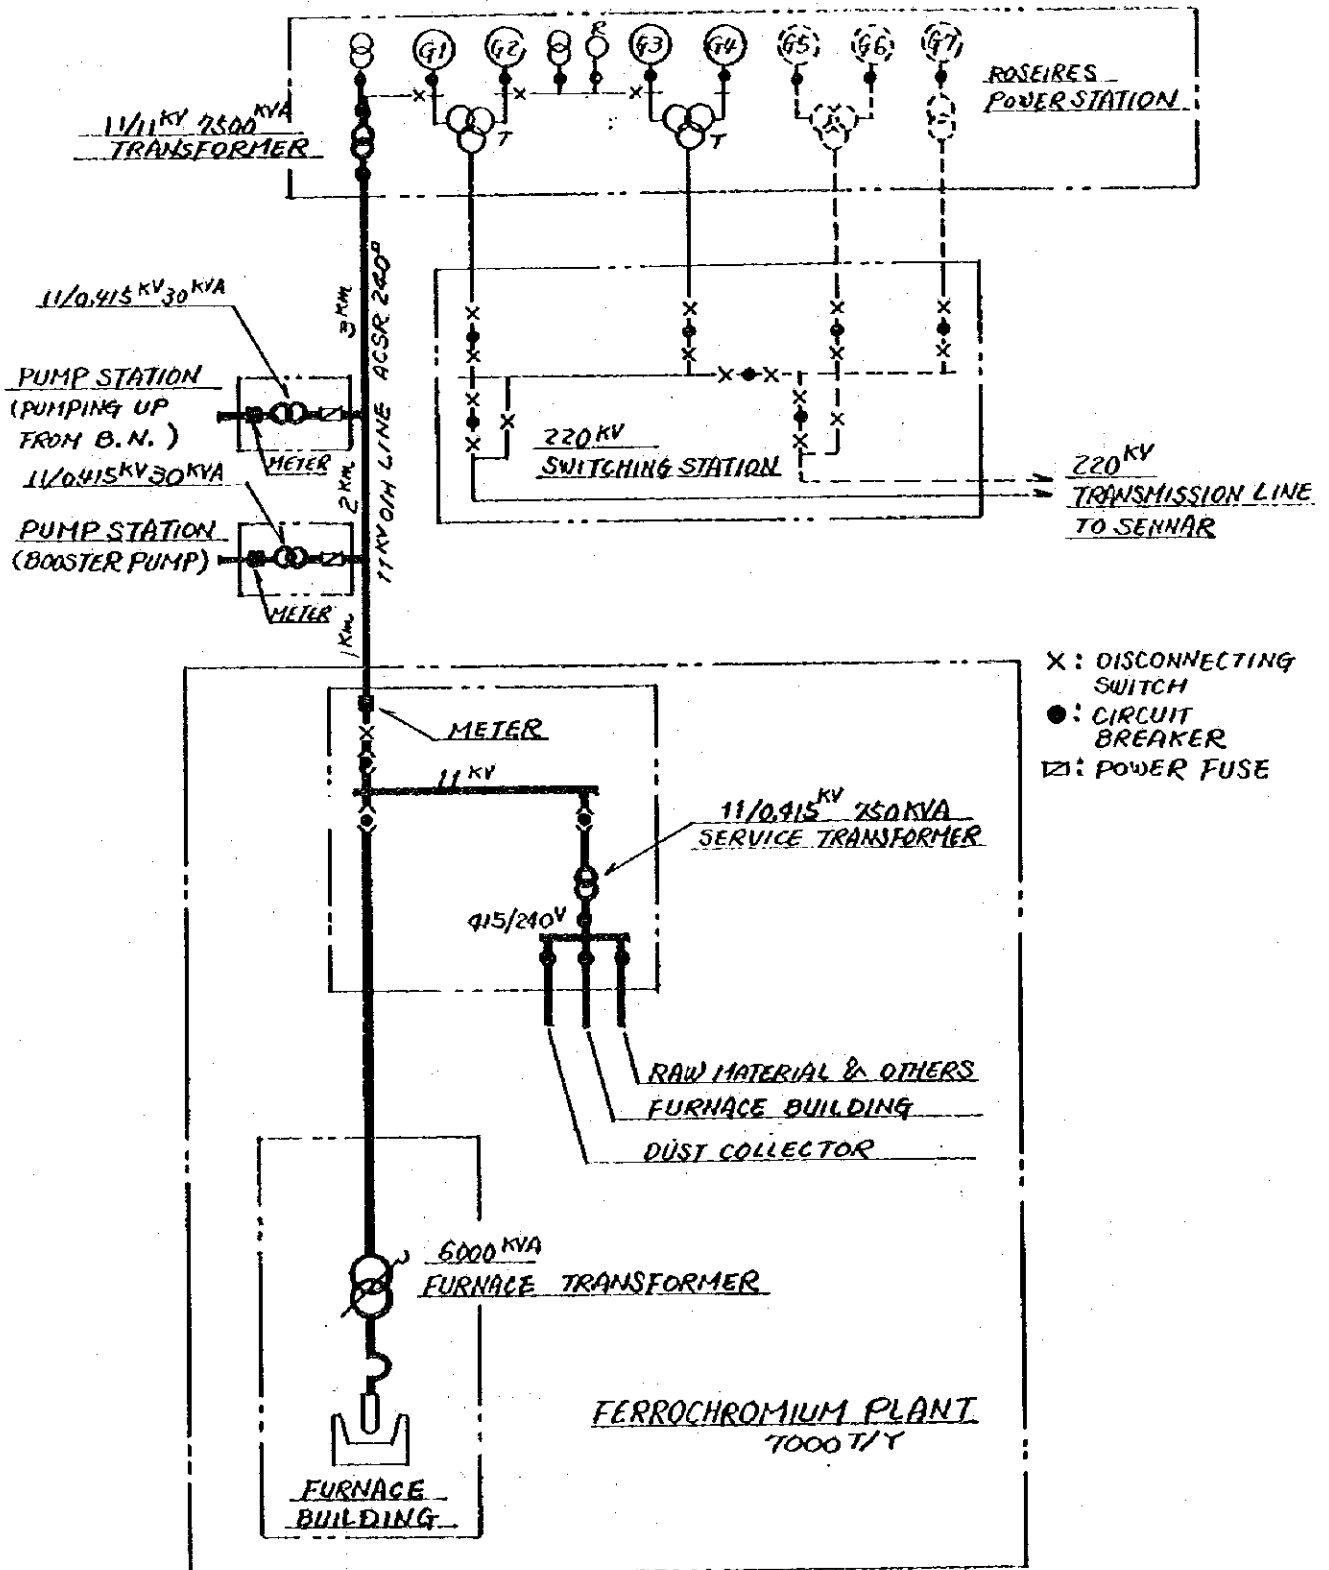 R
G1
G2
G3
G4
G5
G6
G7
ROSEIRES
POWER STATION
11/11KV 7500KVA
TRANSFORMER
T
T
3KM
11KV O/H LINE ACSR 240□
11/0.415KV 30KVA
PUMP STATION
(PUMPING UP
FROM B.N.)
METER
2KM
11/0.415KV 30KVA
PUMP STATION
(BOOSTER PUMP)
METER
1KM
220KV
SWITCHING STATION
220KV
TRANSMISSION LINE
TO SENNAR
X : DISCONNECTING
SWITCH
● : CIRCUIT
BREAKER
: POWER FUSE
METER
11KV
11/0.415KV 750KVA
SERVICE TRANSFORMER
415/240V
RAW MATERIAL & OTHERS
FURNACE BUILDING
DUST COLLECTOR
6000KVA
FURNACE TRANSFORMER
FERROCHROMIUM PLANT
7000T/Y
FURNACE
BUILDING